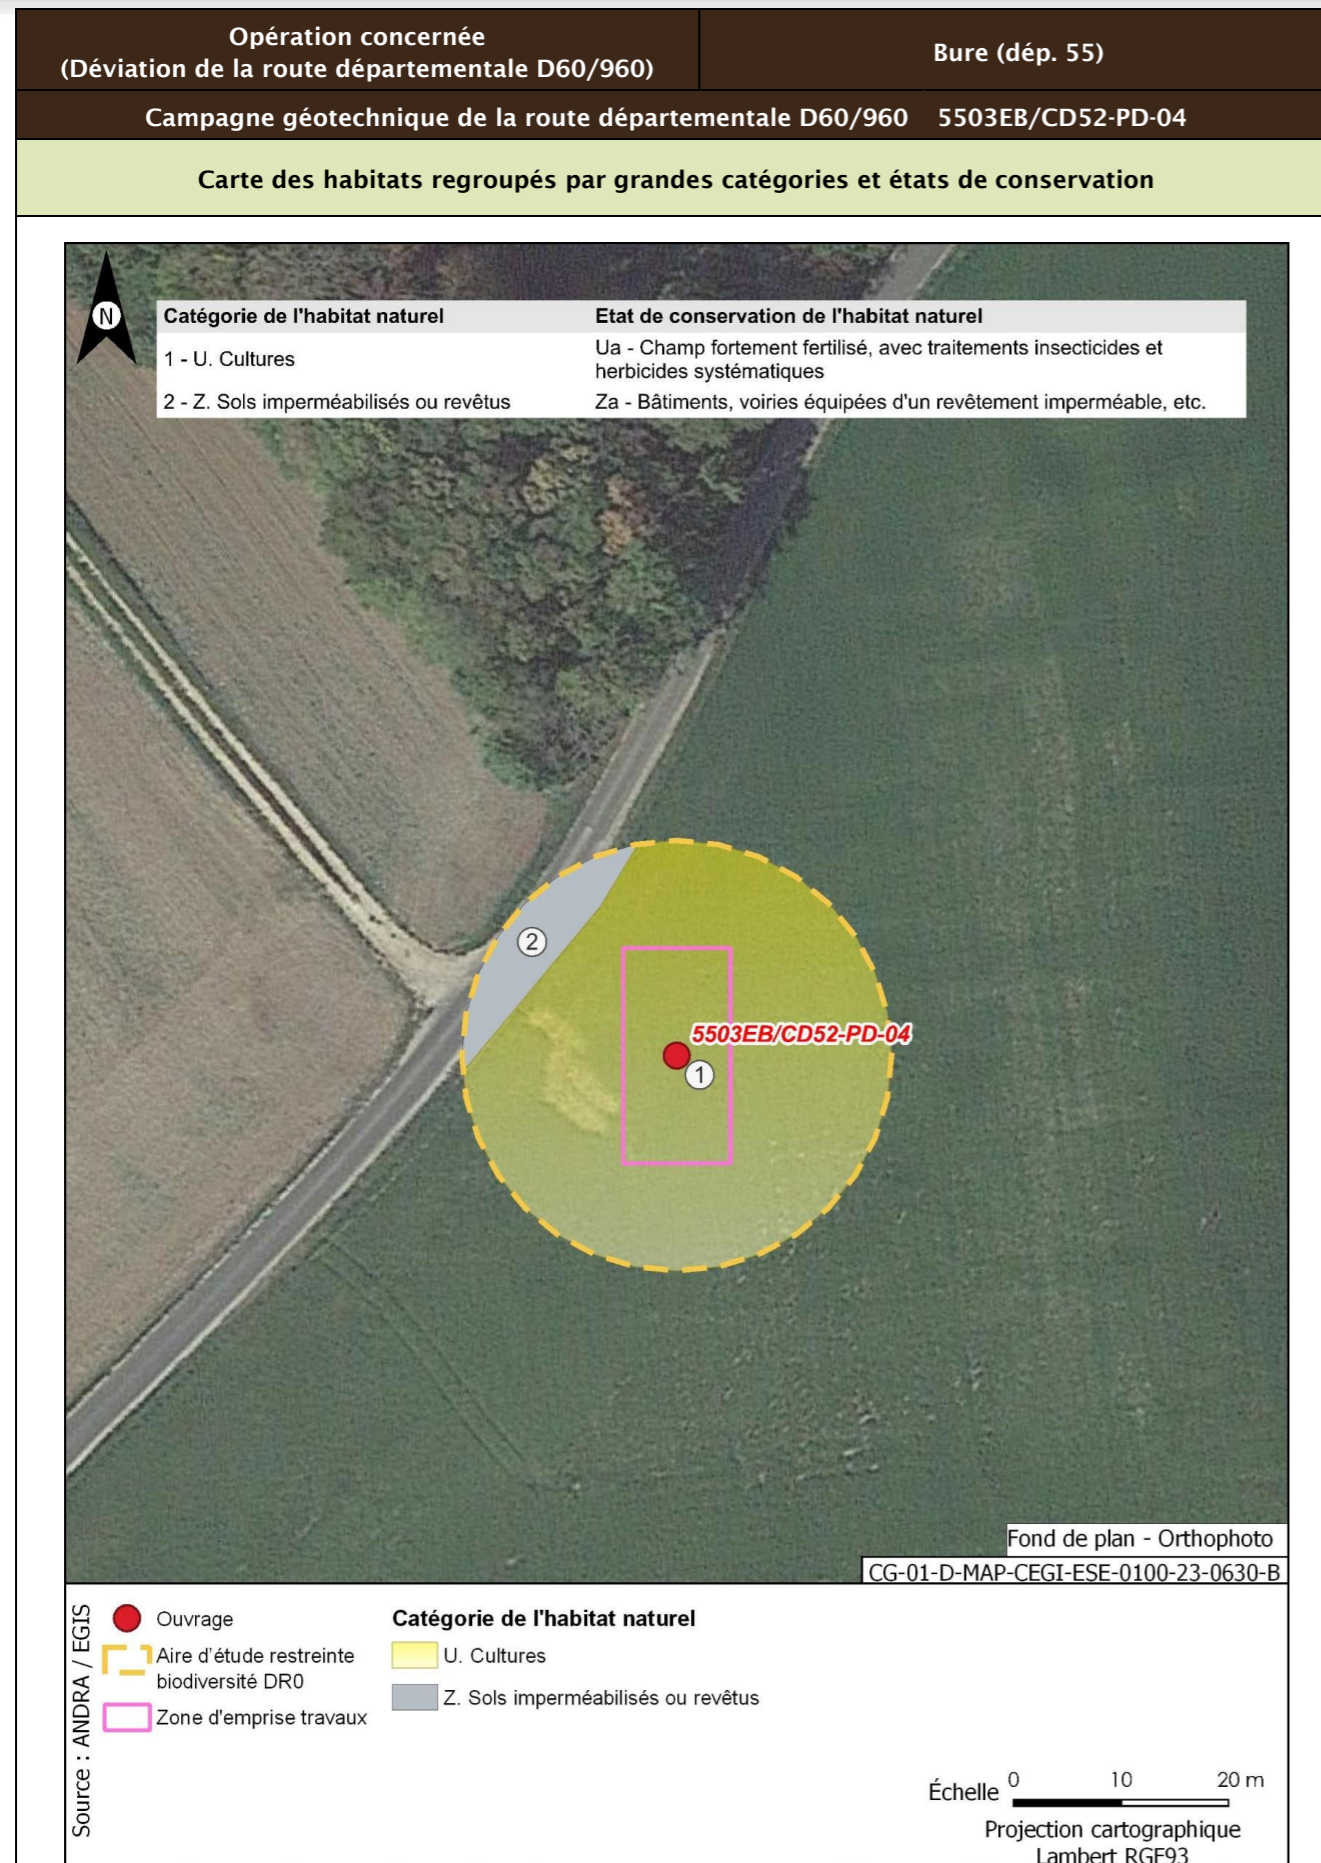 Opération concernée
(Déviation de la route départementale D60/960)
Bure (dép. 55)
Campagne géotechnique de la route départementale D60/960 5503EB/CD52-PD-04
Carte des habitats regroupés par grandes catégories et états de conservation
N
Catégorie de l'habitat naturel
Etat de conservation de l'habitat naturel
1 - U. Cultures
Ua - Champ fortement fertilisé, avec traitements insecticides et
herbicides systématiques
2 - Z. Sols imperméabilisés ou revêtus
Za - Bâtiments, voiries équipées d'un revêtement imperméable, etc.
2
5503EB/CD52-PD-04
1
Fond de plan - Orthophoto
CG-01-D-MAP-CEGI-ESE-0100-23-0630-B
Source : ANDRA / EGIS
Ouvrage
Aire d'étude restreinte
biodiversité DR0
Zone d'emprise travaux
Catégorie de l'habitat naturel
U. Cultures
Z. Sols imperméabilisés ou revêtus
Échelle 0 10 20 m
Projection cartographique
Lambert RGF93